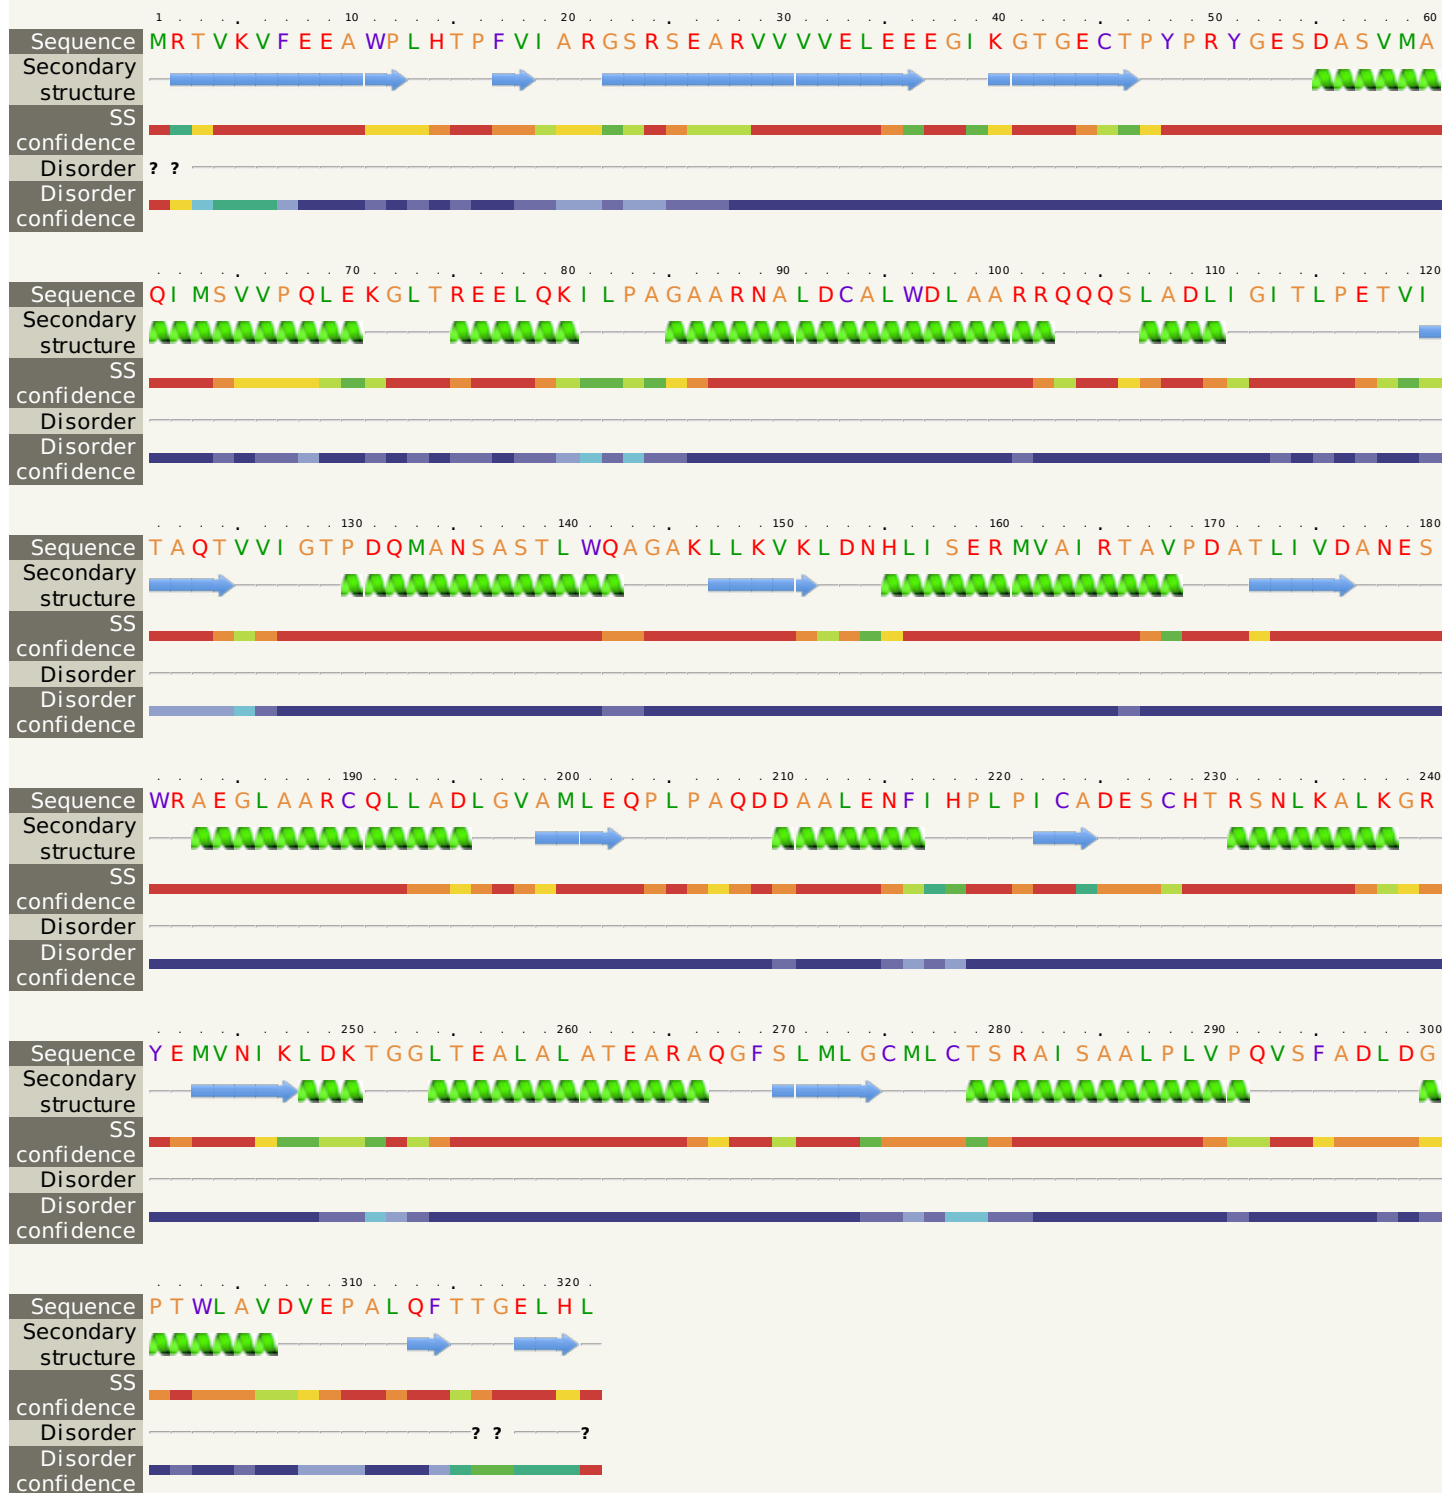 1 10 20 30 40 50 60
Sequence MRTVKVFEEAWPLHTPFVIARGSRSEARVVVVELEEEGIKGTGECTPYPRYGESDASVMA
Secondary
structure
SS
confidence
Disorder ? ?
Disorder
confidence
70 80 90 100 110 120
Sequence QIMSVVPQLEKGLTREELQKILPAGAARNALDCALWDLAARRQQQSLADLIGITLPETVI
Secondary
structure
SS
confidence
Disorder
Disorder
confidence
130 140 150 160 170 180
Sequence TAQTVVIGTPDQMANSASTLWQAGAKLLKVKLDNHLISERMVAIRTAVPDATLIVDANES
Secondary
structure
SS
confidence
Disorder
Disorder
confidence
190 200 210 220 230 240
Sequence WRAEGLAARCQLLADLGVAMLEQPLPAQDDAALENFIHPLPICADESCHTRSNLKALKGR
Secondary
structure
SS
confidence
Disorder
Disorder
confidence
250 260 270 280 290 300
Sequence YEMVNIKLDKTGGLTEALALATEARAQGFSLMLGCMLCTSRAISAALPLVPQVSFADLDG
Secondary
structure
SS
confidence
Disorder
Disorder
confidence
310 320
Sequence PTWLAVDVEPALQFTTGELHL
Secondary
structure
SS
confidence
Disorder ? ? ?
Disorder
confidence